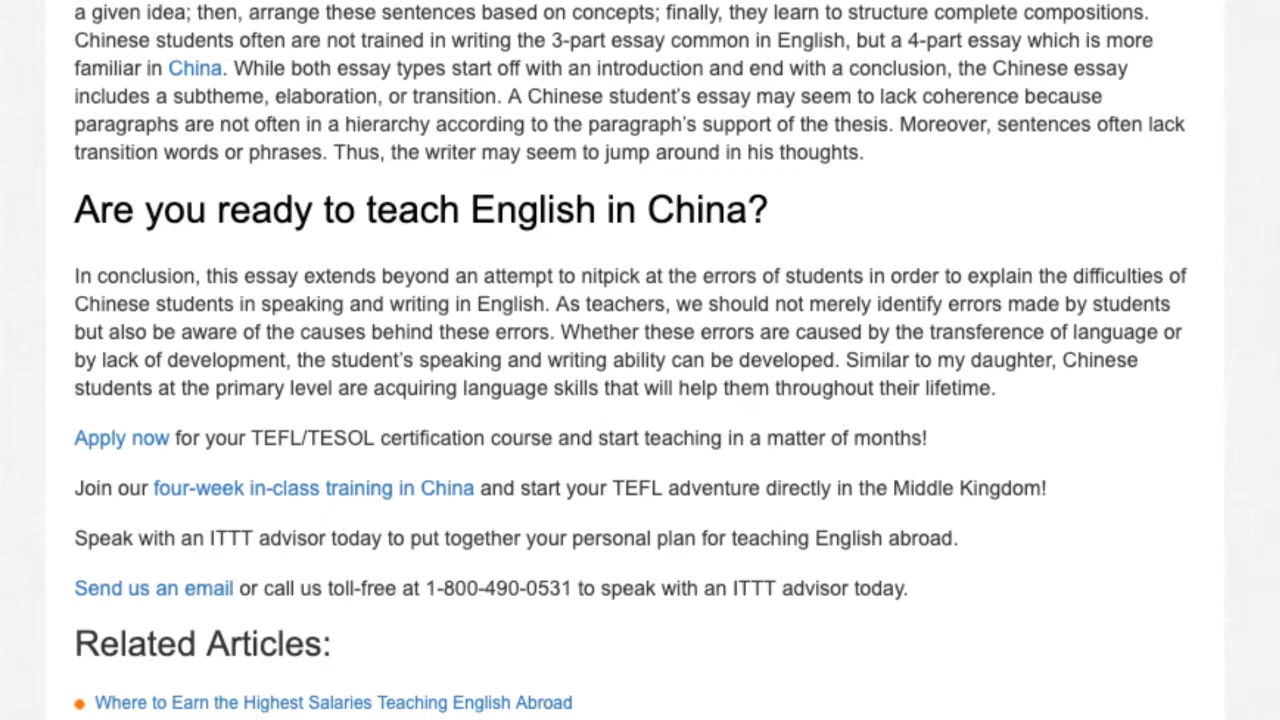 a given idea; then, arrange these sentences based on concepts; finally, they learn to structure complete compositions.
Chinese students often are not trained in writing the 3-part essay common in English, but a 4-part essay which is more
familiar in China. While both essay types start off with an introduction and end with a conclusion, the Chinese essay
includes a subtheme, elaboration, or transition. A Chinese student’s essay may seem to lack coherence because
paragraphs are not often in a hierarchy according to the paragraph’s support of the thesis. Moreover, sentences often lack
transition words or phrases. Thus, the writer may seem to jump around in his thoughts.
Are you ready to teach English in China?
In conclusion, this essay extends beyond an attempt to nitpick at the errors of students in order to explain the difficulties of
Chinese students in speaking and writing in English. As teachers, we should not merely identify errors made by students
but also be aware of the causes behind these errors. Whether these errors are caused by the transference of language or
by lack of development, the student’s speaking and writing ability can be developed. Similar to my daughter, Chinese
students at the primary level are acquiring language skills that will help them throughout their lifetime.
Apply now for your TEFL/TESOL certification course and start teaching in a matter of months!
Join our four-week in-class training in China and start your TEFL adventure directly in the Middle Kingdom!
Speak with an ITTT advisor today to put together your personal plan for teaching English abroad.
Send us an email or call us toll-free at 1-800-490-0531 to speak with an ITTT advisor today.
Related Articles:
Where to Earn the Highest Salaries Teaching English Abroad